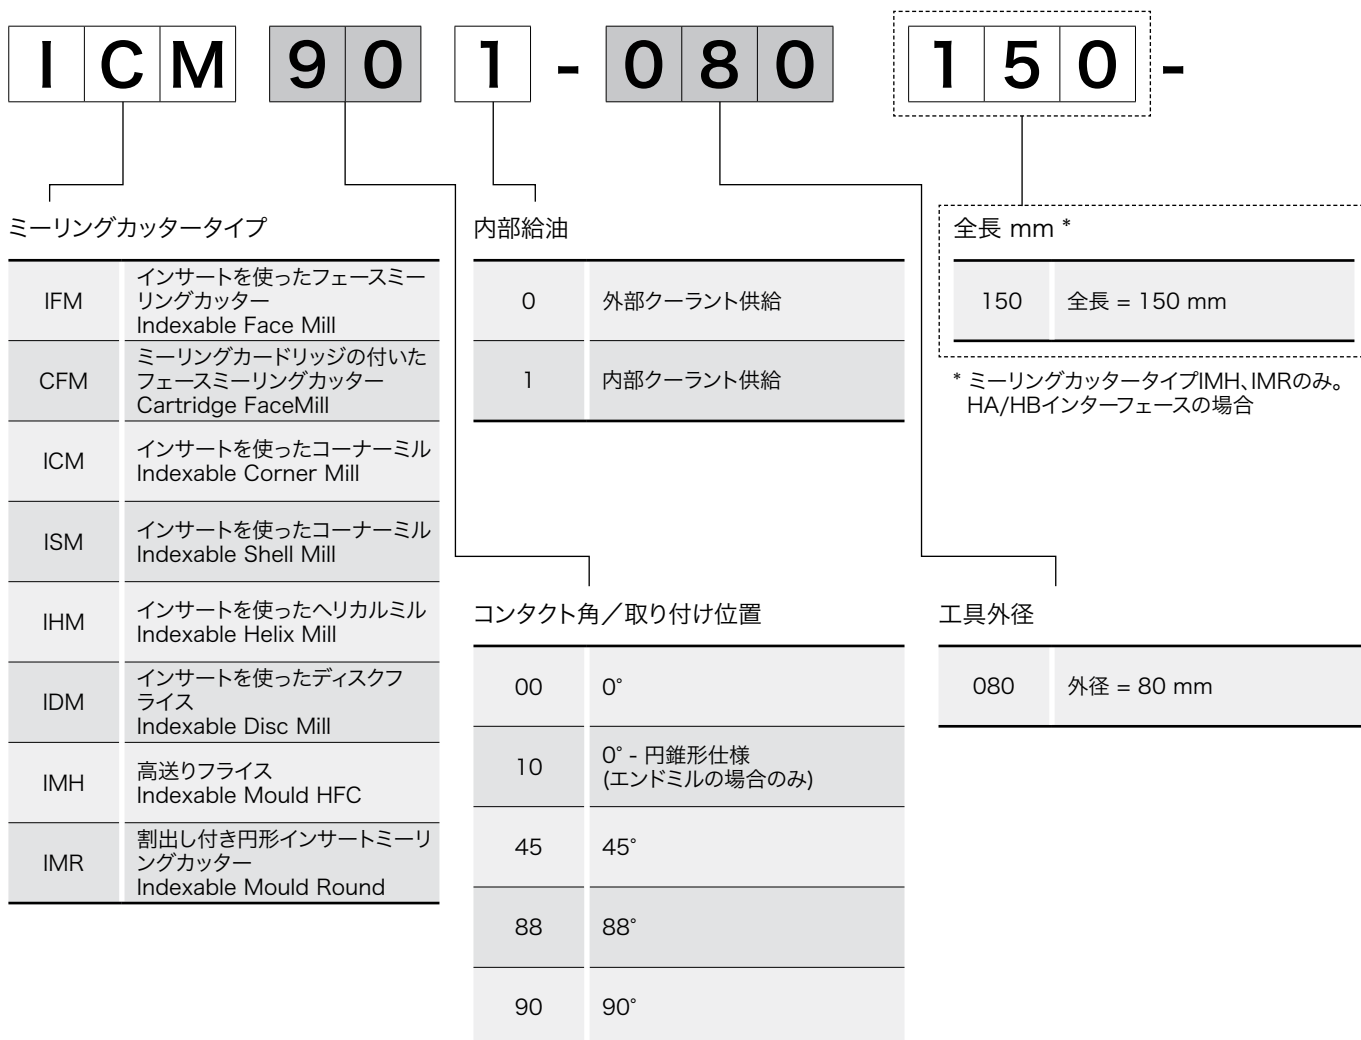 ICM 90 1 - 080 150 -
ミーリングカッタータイプ
IFM
インサートを使ったフェースミー
リングカッター
Indexable Face Mill
CFM
ミーリングカードリッジの付いた
フェースミーリングカッター
Cartridge FaceMill
ICM
インサートを使ったコーナーミル
Indexable Corner Mill
ISM
インサートを使ったコーナーミル
Indexable Shell Mill
IHM
インサートを使ったヘリカルミル
Indexable Helix Mill
IDM
インサートを使ったディスクフ
ライス
Indexable Disc Mill
IMH
高送りフライス
Indexable Mould HFC
IMR
割出し付き円形インサートミーリ
ングカッター
Indexable Mould Round
内部給油
0 外部クーラント供給
1 内部クーラント供給
コンタクト角／取り付け位置
00 0°
10
0° - 円錐形仕様
(エンドミルの場合のみ)
45 45°
88 88°
90 90°
全長 mm *
150 全長 = 150 mm
* ミーリングカッタータイプIMH、IMRのみ。
HA/HBインターフェースの場合
工具外径
080 外径 = 80 mm